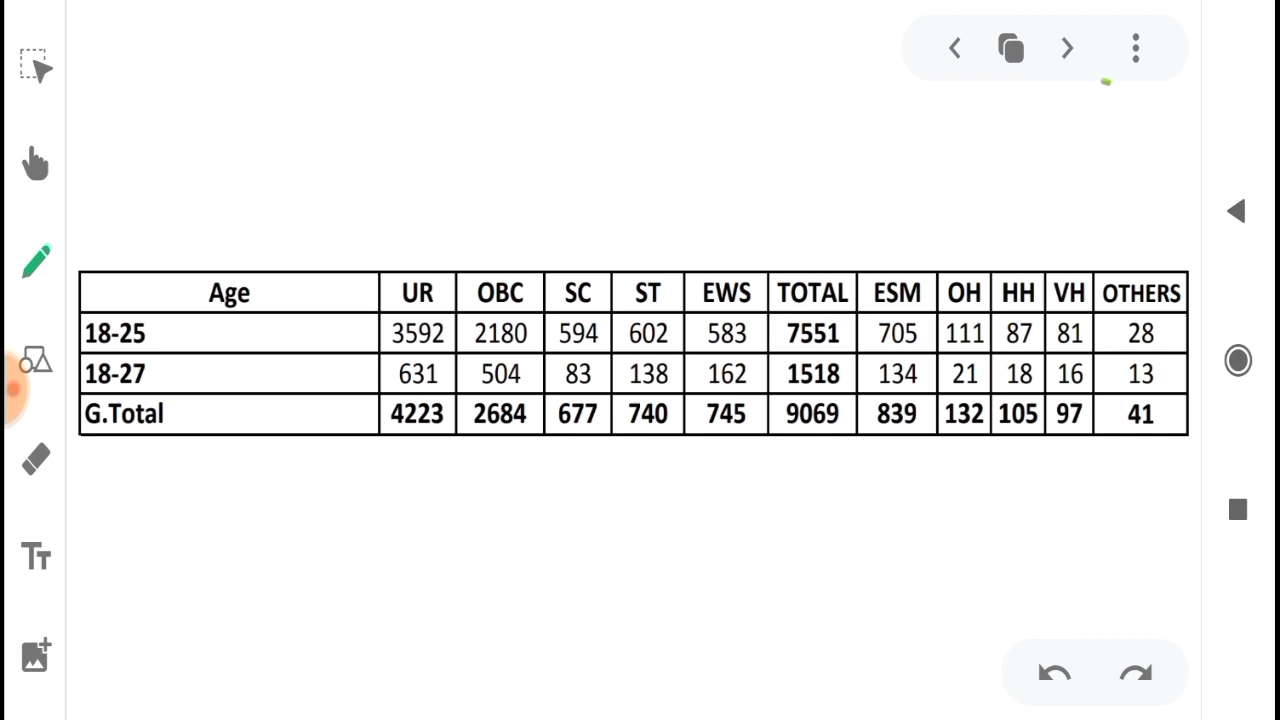 Age UR OBC SC ST EWS TOTAL ESM OH HH VH OTHERS
18-25 3592 2180 594 602 583 7551 705 111 87 81 28
18-27 631 504 83 138 162 1518 134 21 18 16 13
G.Total 4223 2684 677 740 745 9069 839 132 105 97 41
Tт